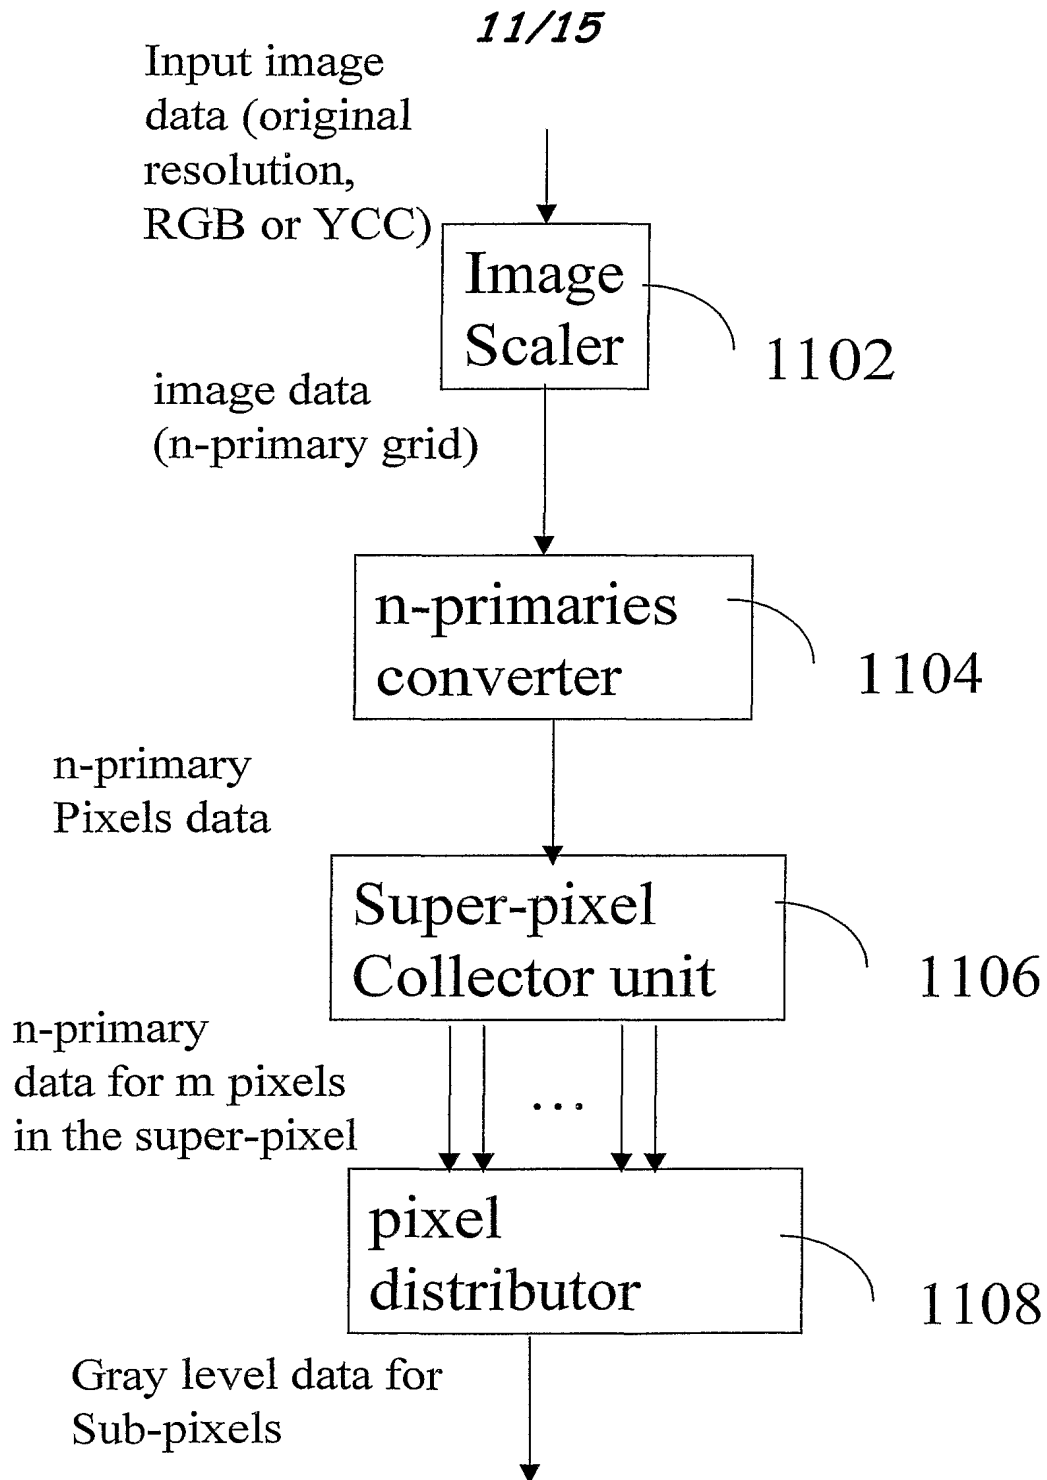 11/15
Input image
data (original
resolution,
RGB or YCC)
Image
Scaler
1102
image data
(n-primary grid)
n-primaries
converter
1104
n-primary
Pixels data
Super-pixel
Collector unit
1106
n-primary
data for m pixels
in the super-pixel
...
pixel
distributor
1108
Gray level data for
Sub-pixels